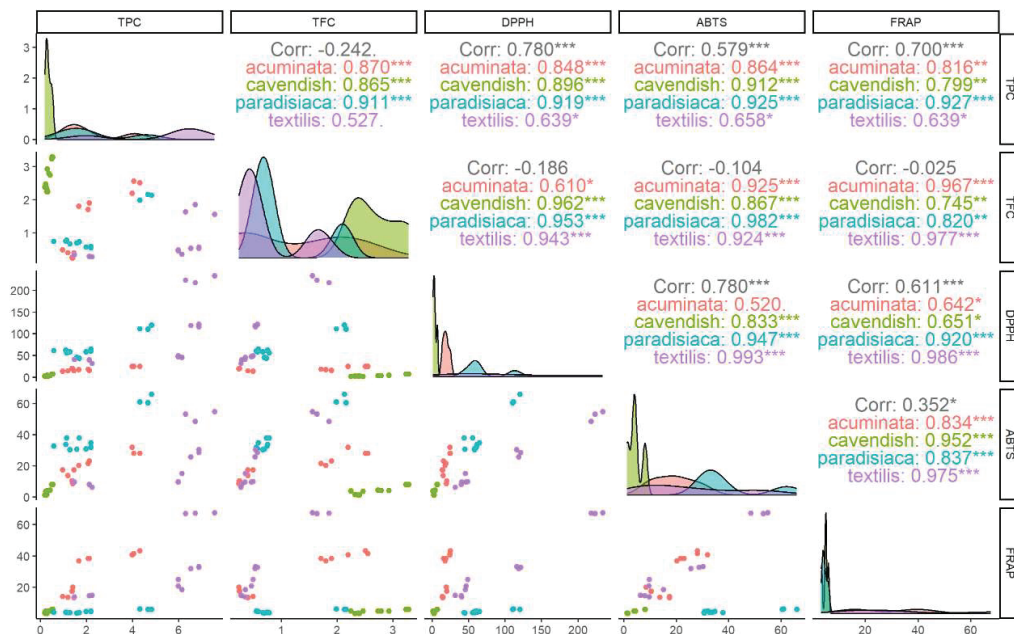 TPC TFC DPPH ABTS FRAP
3
2
1
0
Corr: -0.242.
acuminata: 0.870***
cavendish: 0.865***
paradisiaca: 0.911***
textilis: 0.527.
Corr: 0.780***
acuminata: 0.848***
cavendish: 0.896***
paradisiaca: 0.919***
textilis: 0.639*
Corr: 0.579***
acuminata: 0.864***
cavendish: 0.912***
paradisiaca: 0.925***
textilis: 0.658*
Corr: 0.700***
acuminata: 0.816**
cavendish: 0.799**
paradisiaca: 0.927***
textilis: 0.639*
TPC
3
2
1
Corr: -0.186
acuminata: 0.610*
cavendish: 0.962***
paradisiaca: 0.953***
textilis: 0.943***
Corr: -0.104
acuminata: 0.925***
cavendish: 0.867***
paradisiaca: 0.982***
textilis: 0.924***
Corr: -0.025
acuminata: 0.967***
cavendish: 0.745**
paradisiaca: 0.820**
textilis: 0.977***
TFC
200
150
100
50
0
Corr: 0.780***
acuminata: 0.520.
cavendish: 0.833***
paradisiaca: 0.947***
textilis: 0.993***
Corr: 0.611***
acuminata: 0.642*
cavendish: 0.651*
paradisiaca: 0.920***
textilis: 0.986***
DPPH
60
40
20
0
Corr: 0.352*
acuminata: 0.834***
cavendish: 0.952***
paradisiaca: 0.837***
textilis: 0.975***
ABTS
60
40
20
0
FRAP
2 4 6 1 2 3 0 50 100 150 200 0 20 40 60 20 40 60